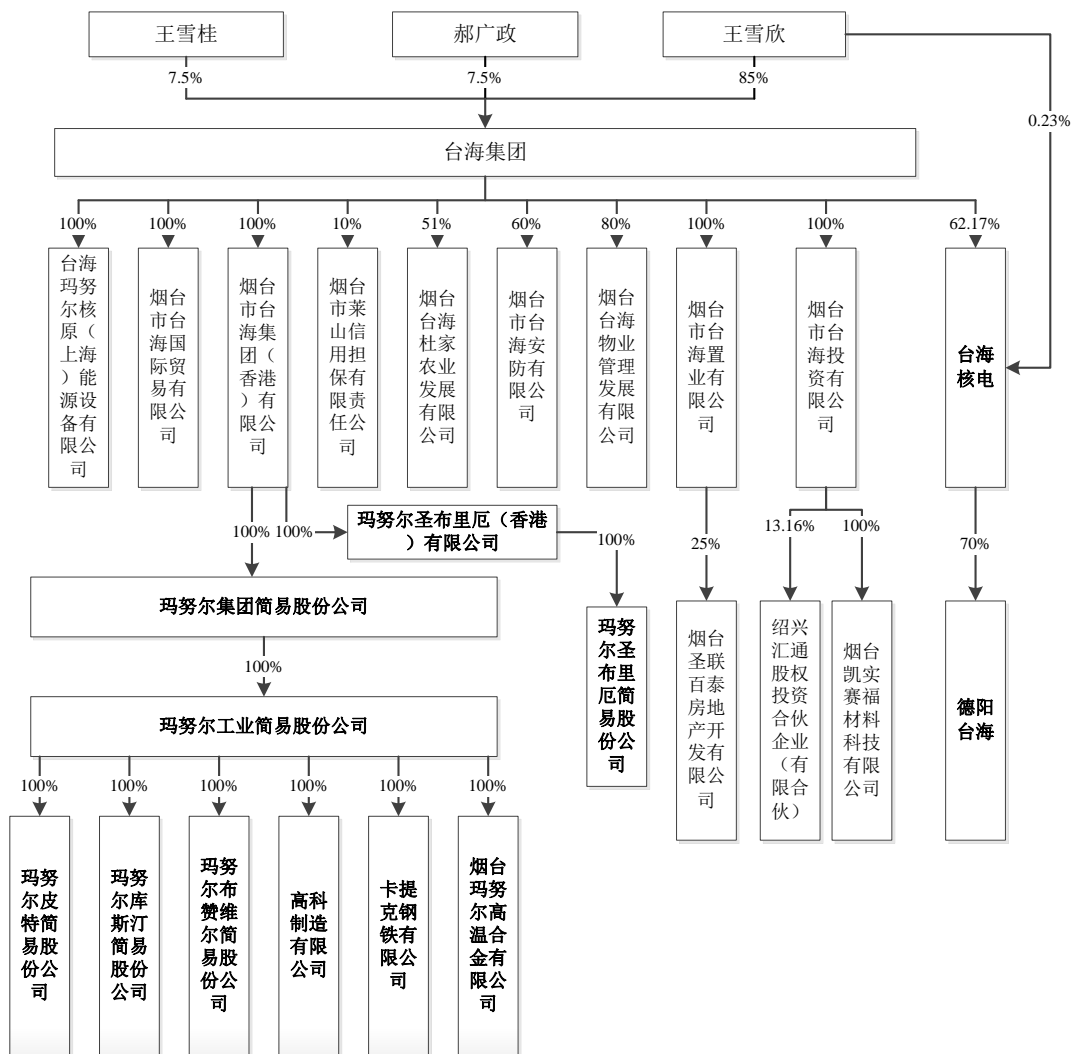 王雪桂
郝广政
王雪欣
7.5%
7.5%
85%
0.23%
台海集团
100%
100%
100%
10%
51%
60%
80%
100%
100%
62.17%
台海
玛努
尔核
原（
上海
）能
源设
备有
限公
司
烟台
市台
海国
际贸
易有
限公
司
烟台
市台
海集
团（
香港
）有
限公
司
烟台
市莱
山信
用担
保有
限责
任公
司
烟台
台海
杜家
农业
发展
有限
公司
烟台
市台
海安
防有
限公
司
烟台
台海
物业
管理
发展
有限
公司
烟台
市台
海置
业有
限公
司
烟台
市台
海投
资有
限公
司
台海
核电
100%
100%
玛努尔圣布里厄（香港
）有限公司
100%
25%
13.16%
100%
70%
玛努尔集团简易股份公司
100%
玛努尔工业简易股份公司
玛努
尔圣
布里
厄简
易股
份公
司
烟台
圣联
百泰
房地
产开
发有
限公
司
绍兴
汇通
股权
投资
合伙
企业
（有
限合
伙）
烟台
凯实
赛福
材料
科技
有限
公司
德阳
台海
100%
100%
100%
100%
100%
100%
玛努
尔皮
特简
易股
份公
司
玛努
尔库
斯汀
简易
股份
公司
玛努
尔布
赞维
尔简
易股
份公
司
高科
制造
有限
公司
卡提
克钢
铁有
限公
司
烟台
玛努
尔高
温合
金有
限公
司